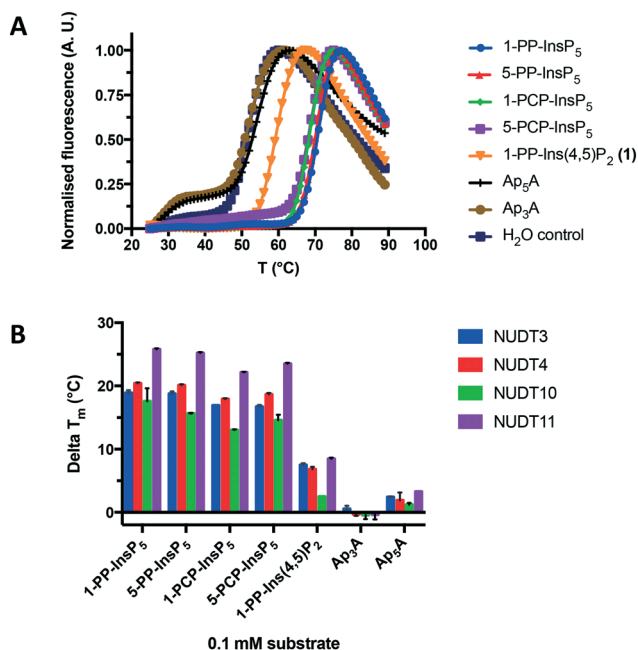 A
Normalised fluorescence (A. U.)
1.00
0.75
0.50
0.25
0.00
20 30 40 50 60 70 80 90 100
T (°C)
1-PP-InsP5
5-PP-InsP5
1-PCP-InsP5
5-PCP-InsP5
1-PP-Ins(4,5)P2 (1)
Ap5A
Ap3A
H2O control
B
Delta Tm (°C)
30
20
10
0
1-PP-InsP5
5-PP-InsP5
1-PCP-InsP5
5-PCP-InsP5
1-PP-Ins(4,5)P2
Ap3A
Ap5A
0.1 mM substrate
NUDT3
NUDT4
NUDT10
NUDT11